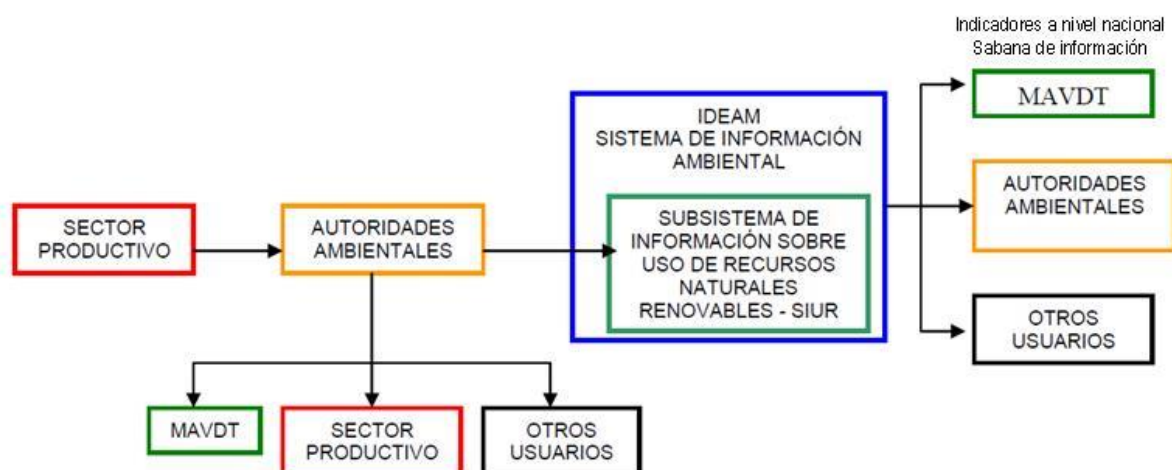 Indicadores a nivel nacional
Sabana de información
MAVDT
IDEAM
SISTEMA DE INFORMACIÓN
AMBIENTAL
AUTORIDADES
AMBIENTALES
SECTOR
PRODUCTIVO
AUTORIDADES
AMBIENTALES
SUBSISTEMA DE
INFORMACIÓN SOBRE
USO DE RECURSOS
NATURALES
RENOVABLES - SIUR
OTROS
USUARIOS
MAVDT
SECTOR
PRODUCTIVO
OTROS
USUARIOS